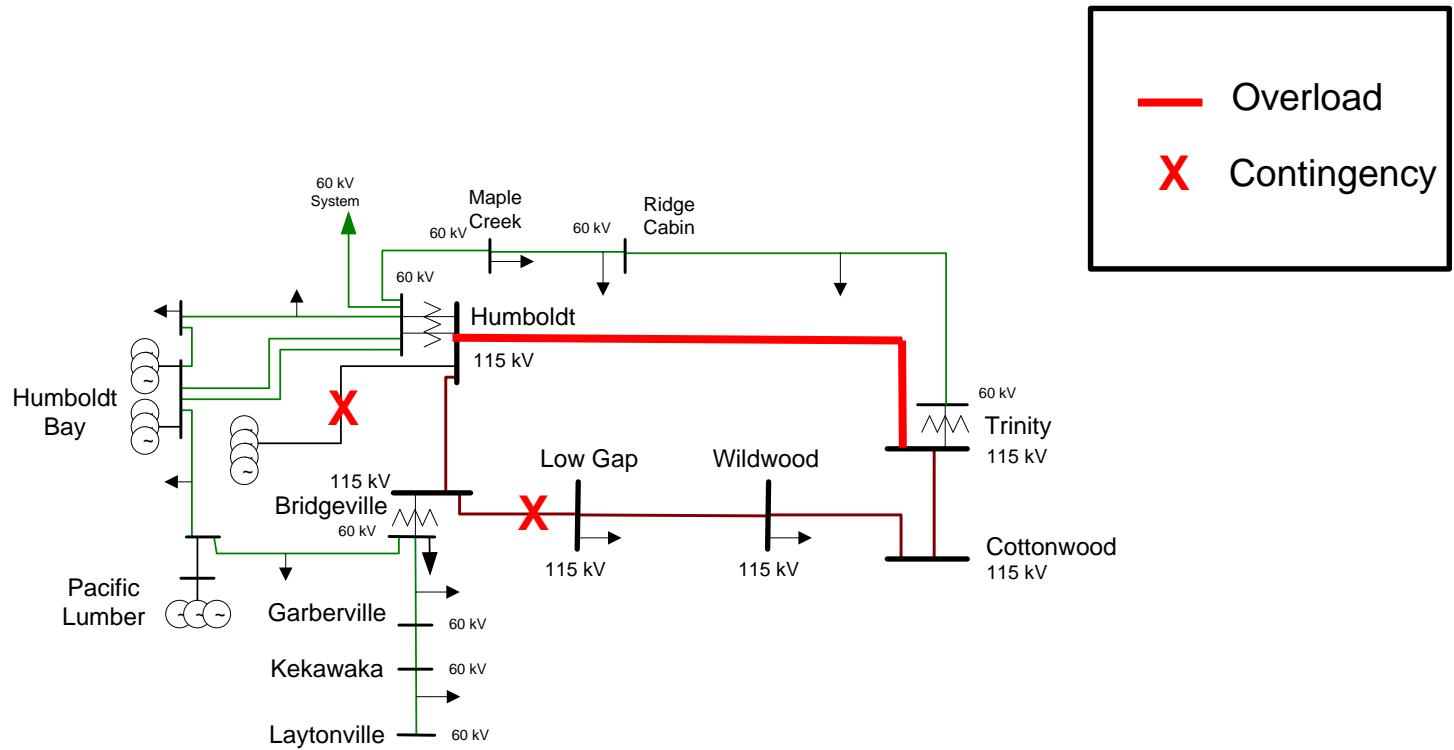 Overload
X Contingency
60 kV
System
Maple
Creek
60 kV
Ridge
Cabin
60 kV
60 kV
Humboldt
115 kV
Humboldt
Bay
X
~
~
~
60 kV
Trinity
115 kV
Low Gap
Wildwood
115 kV
Bridgeville
60 kV
X
115 kV
115 kV
Cottonwood
115 kV
Pacific
Lumber
~ ~ ~
Garberville
60 kV
Kekawaka
60 kV
Laytonville
60 kV